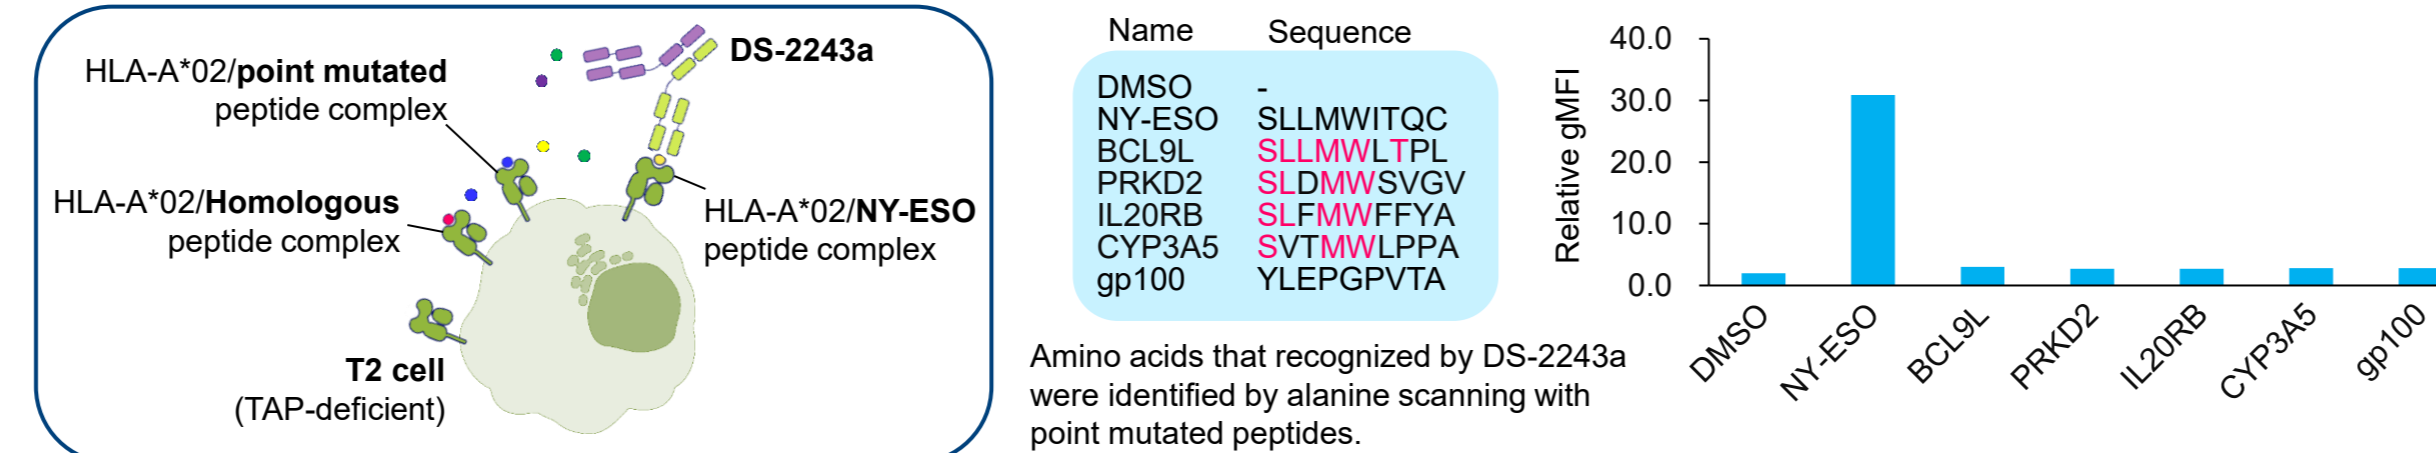 HLA-A*02/point mutated
peptide complex
DS-2243a
HLA-A*02/Homologous
peptide complex
HLA-A*02/NY-ESO
peptide complex
T2 cell
(TAP-deficient)
Name Sequence
DMSO -
NY-ESO SLLMWITQC
BCL9L SLLMWLTPL
PRKD2 SLDMWSVGV
IL20RB SLFMWFFYA
CYP3A5 SVTMWLPPA
gp100 YLEPGPVTA
Amino acids that recognized by DS-2243a
were identified by alanine scanning with
point mutated peptides.
Relative gMFI
40.0
30.0
20.0
10.0
0.0
DMSO
NY-ESO
BCL9L
PRKD2
IL20RB
CYP3A5
gp100